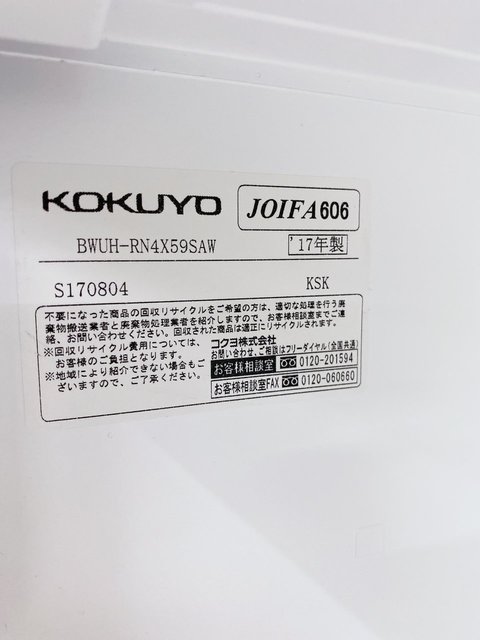 KOKUYO JOIFA606
BWUH-RN4X59SAW '17年製
S170804 KSK
不要になった商品の回収リサイクルをご希望の方は、適切な処理を行う廃
棄物搬送業者と廃棄物処理業者を紹介しますので、お客様相談室までご連
絡、お問い合わせください。回収された商品は適正にリサイクルされます。
※回収リサイクル費用については、
お客様のご負担となります。
※地域により紹介できない場合もご
ざいますので、ご了承ください。
コクヨ株式会社
お問い合わせ、ご相談はフリーダイヤル(全国共通)
お客様相談室 0120-201594
お客様相談室FAX 0120-060660